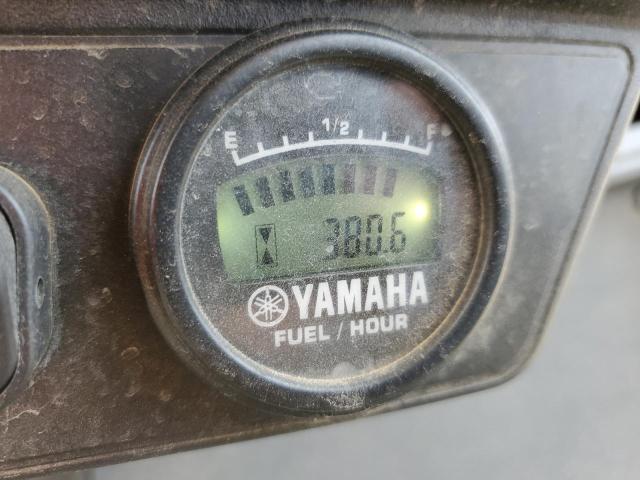 E 1/2 F
380.6
YAMAHA
FUEL / HOUR